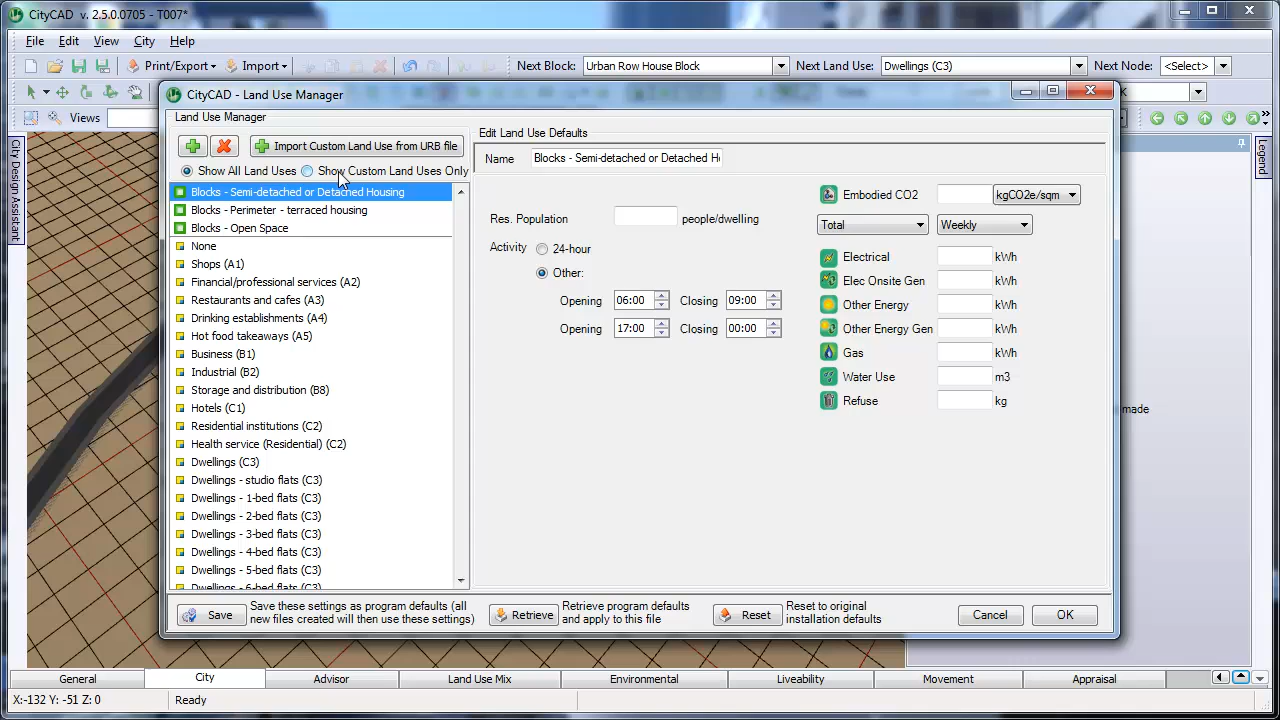 CityCAD v. 2.5.0.0705 - T007*
File Edit View City Help
Print/Export Import Next Block: Urban Row House Block Next Land Use: Dwellings (C3) Next Node: <Select>
CityCAD - Land Use Manager
K
Views
Land Use Manager
Import Custom Land Use from URB file
Show All Land Uses Show Custom Land Uses Only
Blocks - Semi-detached or Detached Housing
Blocks - Perimeter - terraced housing
Blocks - Open Space
None
Shops (A1)
Financial/professional services (A2)
Restaurants and cafes (A3)
Drinking establishments (A4)
Hot food takeaways (A5)
Business (B1)
Industrial (B2)
Storage and distribution (B8)
Hotels (C1)
Residential institutions (C2)
Health service (Residential) (C2)
Dwellings (C3)
Dwellings - studio flats (C3)
Dwellings - 1-bed flats (C3)
Dwellings - 2-bed flats (C3)
Dwellings - 3-bed flats (C3)
Dwellings - 4-bed flats (C3)
Dwellings - 5-bed flats (C3)
Dwellings - 6-bed flats (C3)
Edit Land Use Defaults
Name Blocks - Semi-detached or Detached H
Res. Population people/dwelling
Activity 24-hour
Other:
Opening 06:00 Closing 09:00
Opening 17:00 Closing 00:00
Embodied CO2 kgCO2e/sqm
Total Weekly
Electrical kWh
Elec Onsite Gen kWh
Other Energy kWh
Other Energy Gen kWh
Gas kWh
Water Use m3
Refuse kg
Save Save these settings as program defaults (all
new files created will then use these settings)
Retrieve Retrieve program defaults
and apply to this file
Reset Reset to original
installation defaults
Cancel OK
City Design Assistant
Legend
made
General City Advisor Land Use Mix Environmental Liveability Movement Appraisal
X:-132 Y: -51 Z: 0 Ready